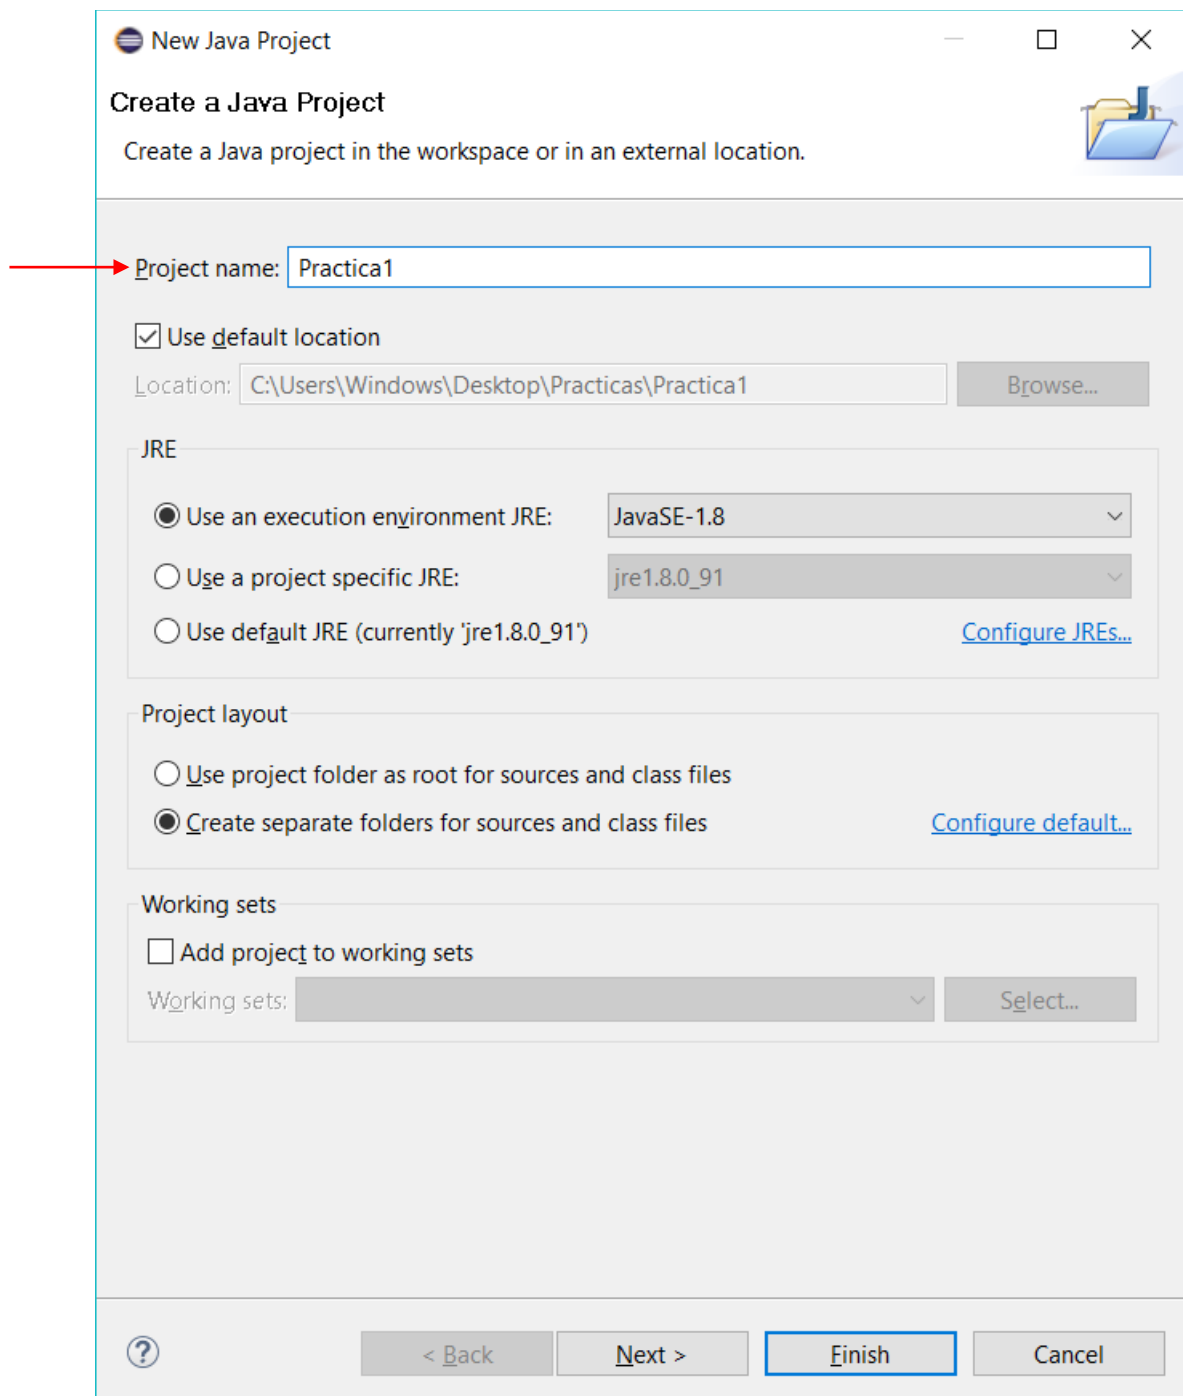 New Java Project
Create a Java Project
Create a Java project in the workspace or in an external location.
Project name: Practica1
Use default location
Location: C:\Users\Windows\Desktop\Practicas\Practica1 Browse...
JRE
Use an execution environment JRE: JavaSE-1.8
Use a project specific JRE: jre1.8.0_91
Use default JRE (currently 'jre1.8.0_91') Configure JREs...
Project layout
Use project folder as root for sources and class files
Create separate folders for sources and class files Configure default...
Working sets
Add project to working sets
Working sets: Select...
? < Back Next > Finish Cancel